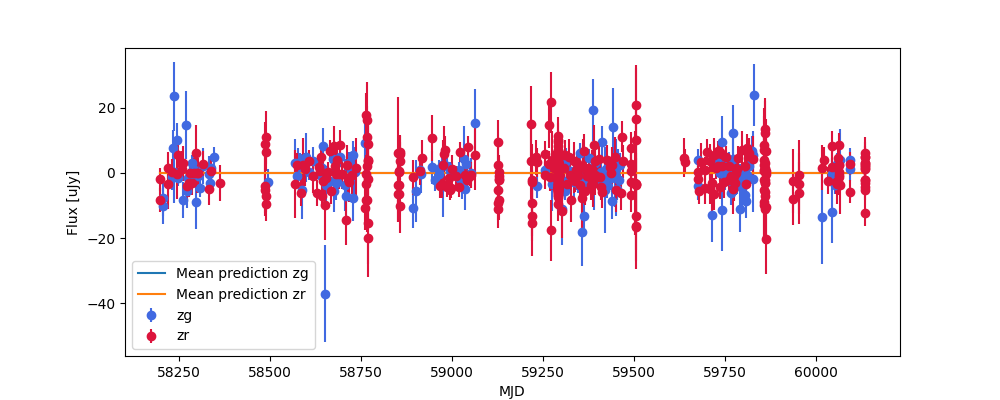 20
0
−20
−40
Flux [uJy]
Mean prediction zg
Mean prediction zr
zg
zr
58250 58500 58750 59000 59250 59500 59750 60000
MJD